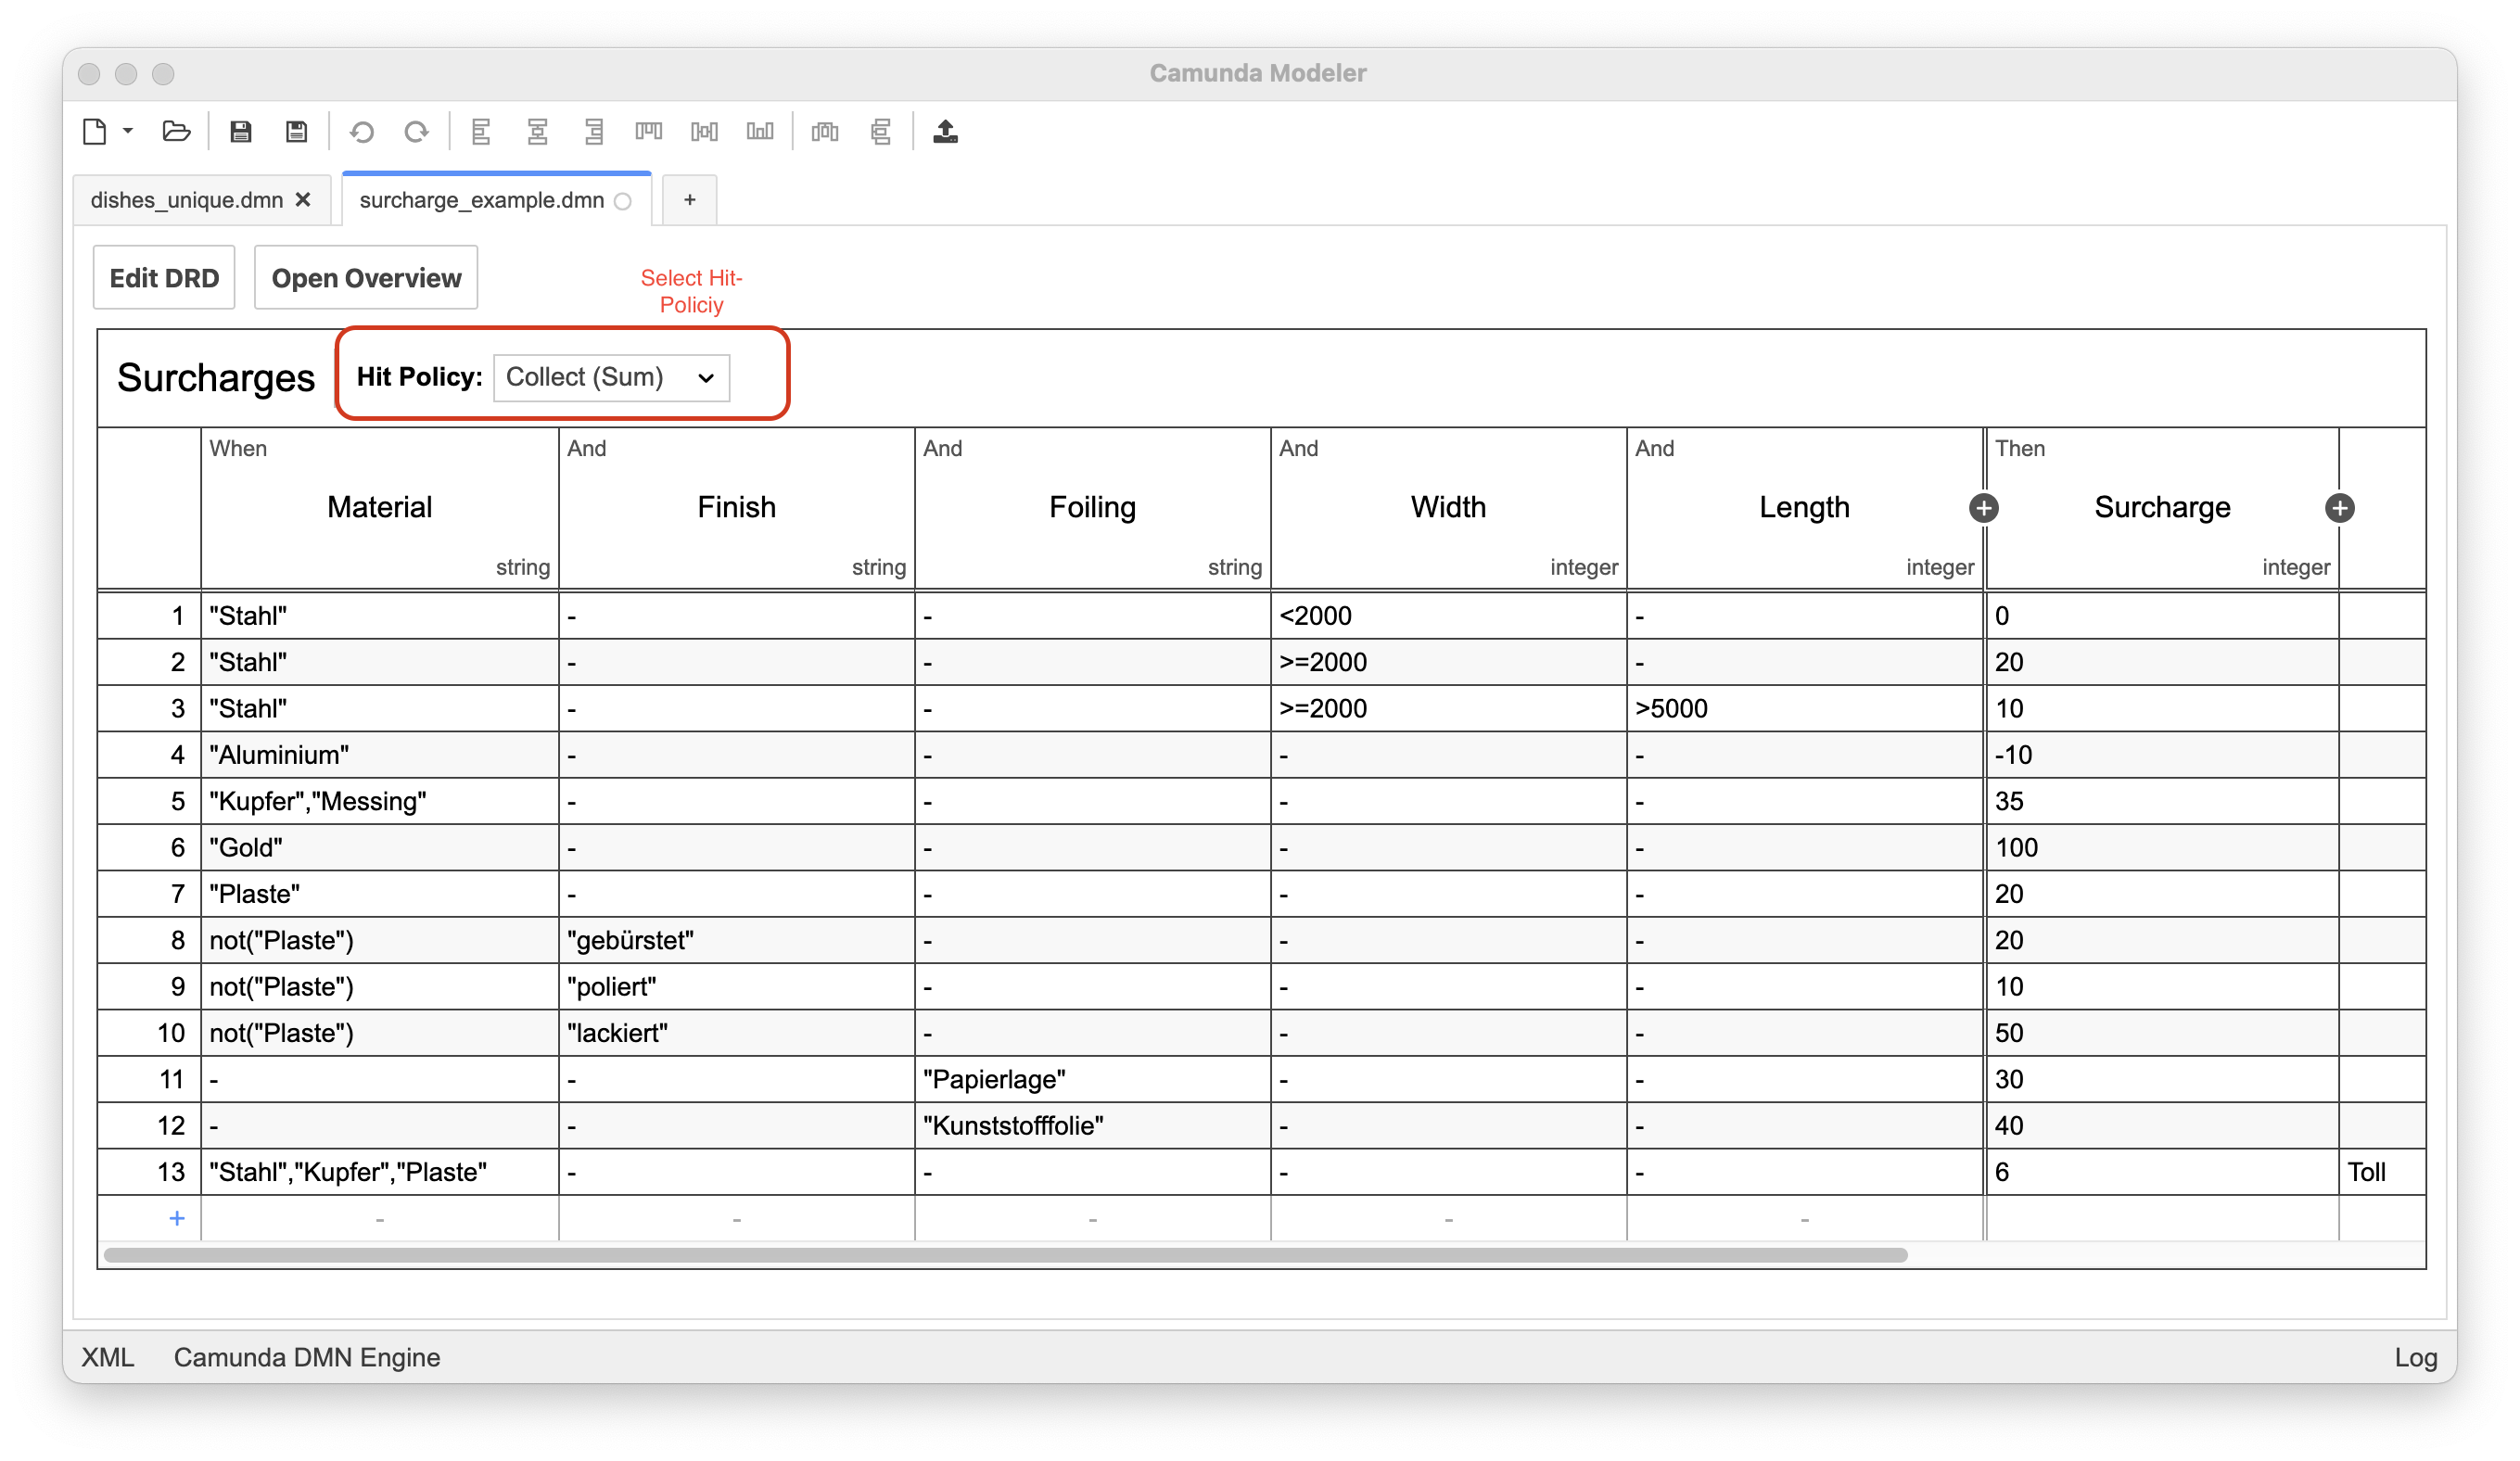 Camunda Modeler
dishes_unique.dmn
surcharge_example.dmn
+
Edit DRD
Open Overview
Select Hit-
Policiy
Surcharges
Hit Policy: Collect (Sum)
When And And And And Then
Material Finish Foiling Width Length Surcharge
string string string integer integer integer
1 "Stahl" - - <2000 - 0
2 "Stahl" - - >=2000 - 20
3 "Stahl" - - >=2000 >5000 10
4 "Aluminium" - - - - -10
5 "Kupfer","Messing" - - - - 35
6 "Gold" - - - - 100
7 "Plaste" - - - - 20
8 not("Plaste") "gebürstet" - - - 20
9 not("Plaste") "poliert" - - - 10
10 not("Plaste") "lackiert" - - - 50
11 - - "Papierlage" - - 30
12 - - "Kunststofffolie" - - 40
13 "Stahl","Kupfer","Plaste" - - - - 6 Toll
+ - - - - -
XML Camunda DMN Engine Log